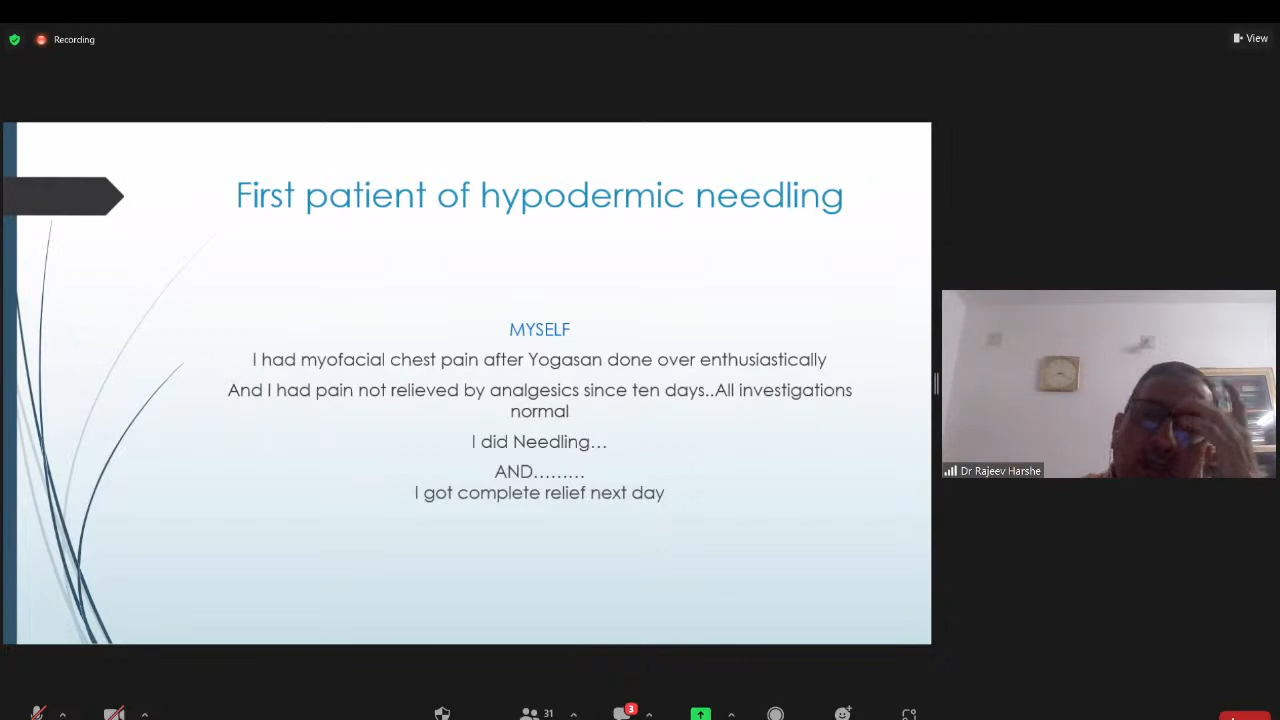 Recording
View
First patient of hypodermic needling
MYSELF
I had myofacial chest pain after Yogasan done over enthusiastically
And I had pain not relieved by analgesics since ten days..All investigations
normal
I did Needling...
AND.........
I got complete relief next day
Dr Rajeev Harshe
31
3